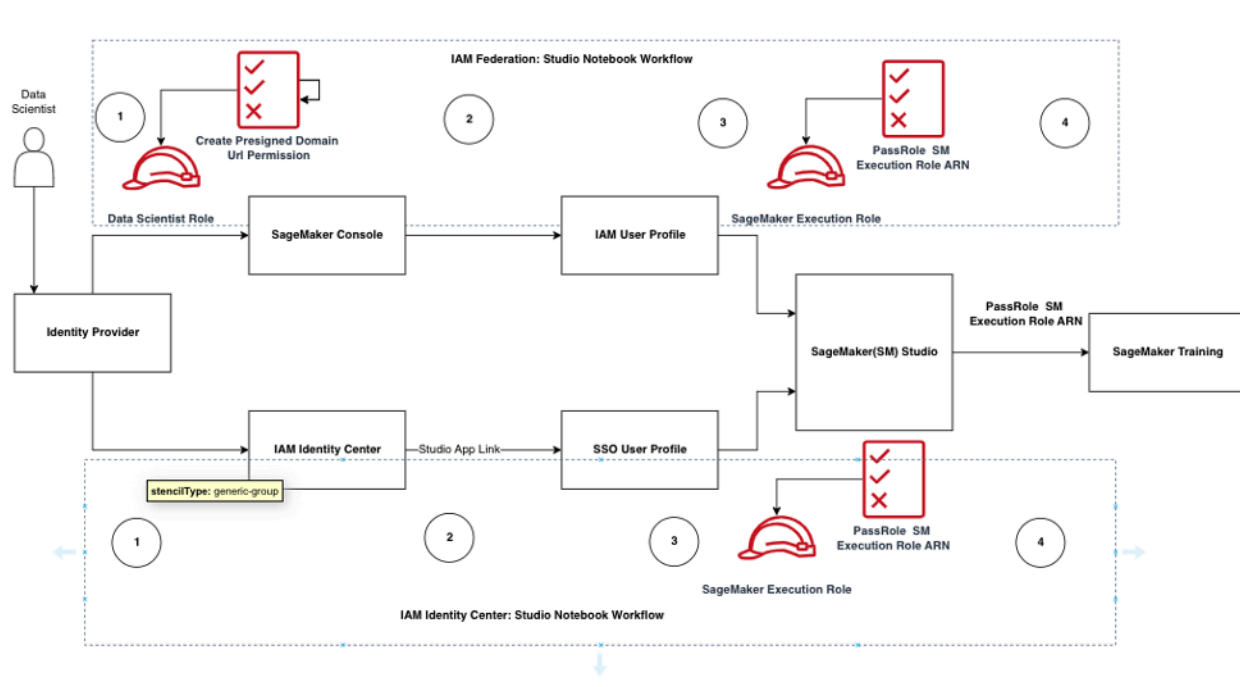 IAM Federation: Studio Notebook Workflow
Data
Scientist
1
2
3
4
Create Presigned Domain
Url Permission
PassRole SM
Execution Role ARN
Data Scientist Role
SageMaker Execution Role
SageMaker Console
IAM User Profile
Identity Provider
SageMaker(SM) Studio
PassRole SM
Execution Role ARN
SageMaker Training
IAM Identity Center
Studio App Link
SSO User Profile
stencilType: generic-group
1
2
3
4
PassRole SM
Execution Role ARN
SageMaker Execution Role
IAM Identity Center: Studio Notebook Workflow